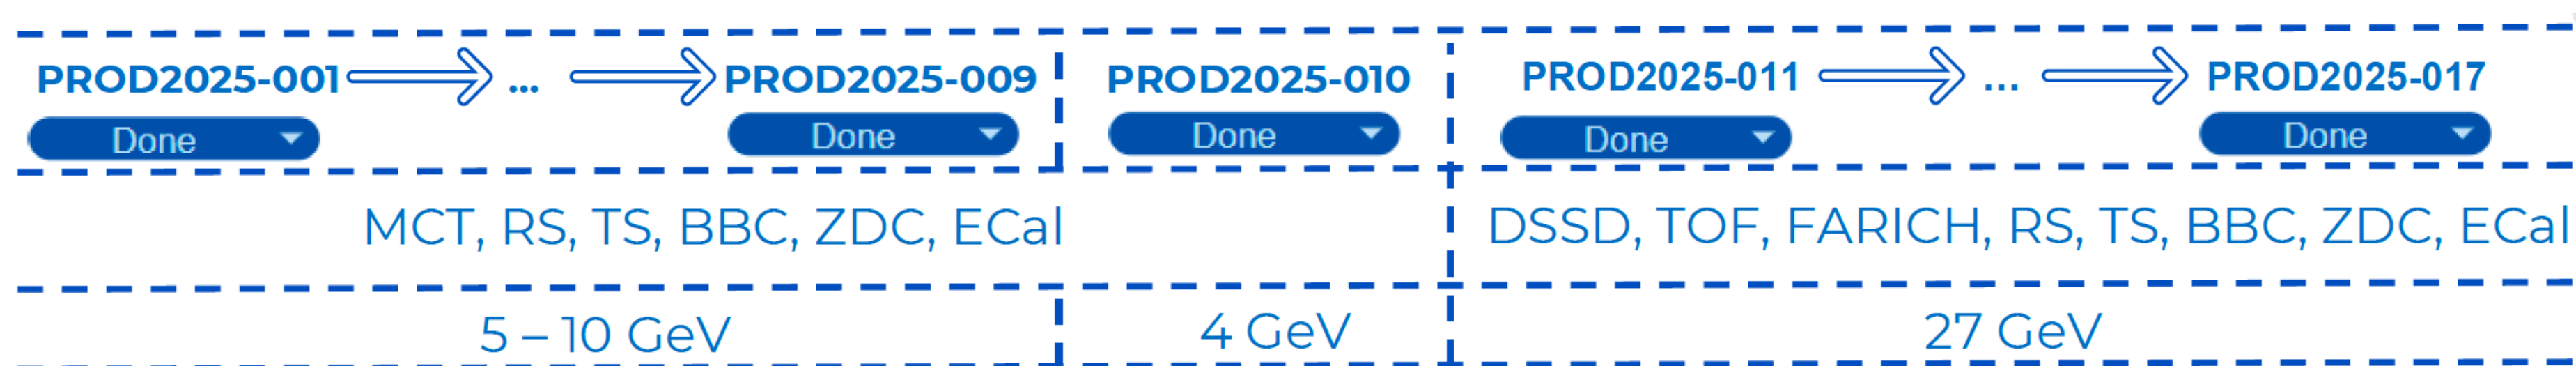 PROD2025-001 ... PROD2025-009 PROD2025-010 PROD2025-011 ... PROD2025-017
Done Done Done Done Done
MCT, RS, TS, BBC, ZDC, ECal DSSD, TOF, FARICH, RS, TS, BBC, ZDC, ECal
5 – 10 GeV 4 GeV 27 GeV